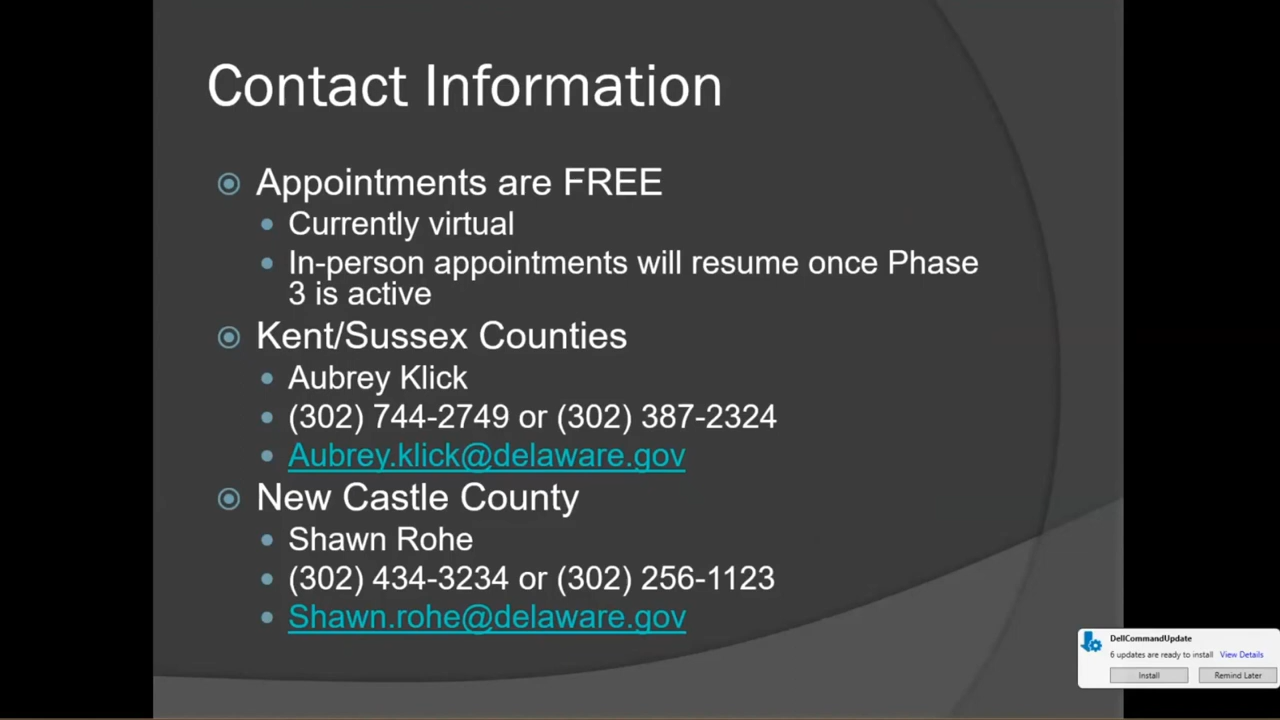 Contact Information
Appointments are FREE
Currently virtual
In-person appointments will resume once Phase
3 is active
Kent/Sussex Counties
Aubrey Klick
(302) 744-2749 or (302) 387-2324
Aubrey.klick@delaware.gov
New Castle County
Shawn Rohe
(302) 434-3234 or (302) 256-1123
Shawn.rohe@delaware.gov
DellCommandUpdate
6 updates are ready to install View Details
Install Remind Later